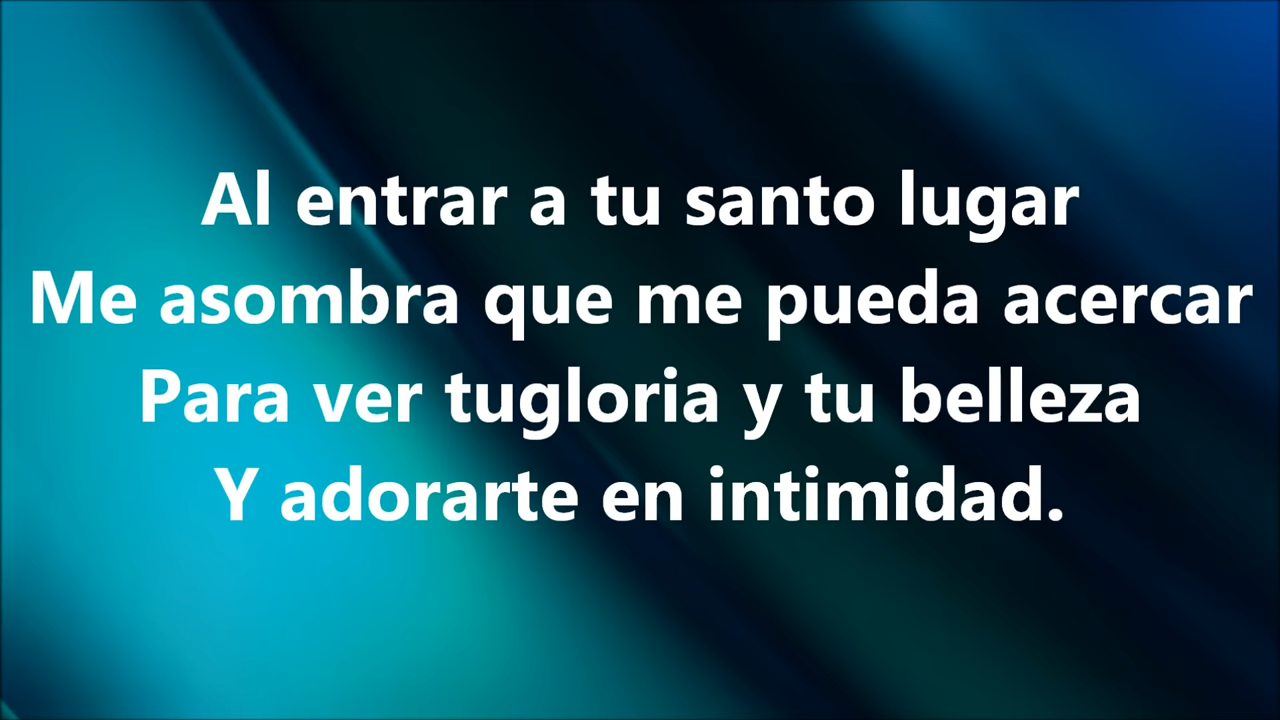 Al entrar a tu santo lugar
Me asombra que me pueda acercar
Para ver tugloria y tu belleza
Y adorarte en intimidad.